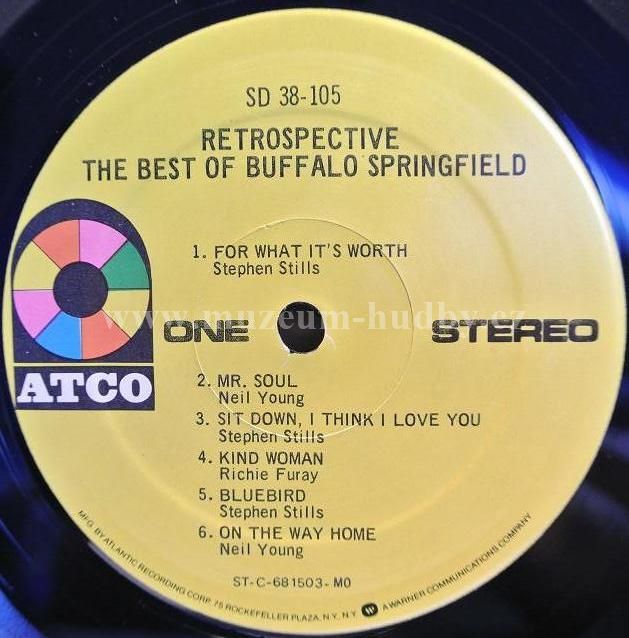 SD 38-105
RETROSPECTIVE
THE BEST OF BUFFALO SPRINGFIELD
1. FOR WHAT IT'S WORTH
Stephen Stills
www.muzeum-hudby.cz
ONE
STEREO
ATCO
2. MR. SOUL
Neil Young
3. SIT DOWN, I THINK I LOVE YOU
Stephen Stills
4. KIND WOMAN
Richie Furay
5. BLUEBIRD
Stephen Stills
6. ON THE WAY HOME
Neil Young
ST-C-681503-MO
MFG. BY ATLANTIC RECORDING CORP. 75 ROCKEFELLER PLAZA, N.Y., N.Y. W A WARNER COMMUNICATIONS COMPANY